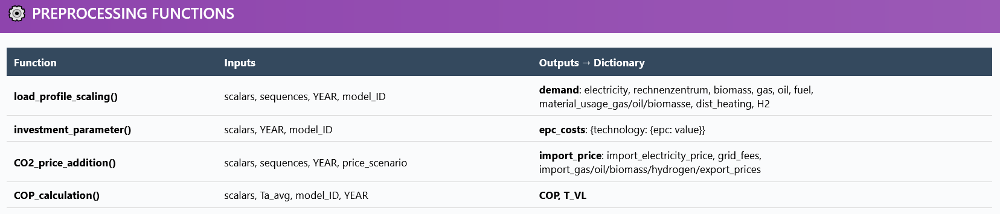 PREPROCESSING FUNCTIONS
Function Inputs Outputs → Dictionary
load_profile_scaling() scalars, sequences, YEAR, model_ID demand: electricity, rechnenzentrum, biomass, gas, oil, fuel,
material_usage_gas/oil/biomasse, dist_heating, H2
investment_parameter() scalars, YEAR, model_ID epc_costs: {technology: {epc: value}}
CO2_price_addition() scalars, sequences, YEAR, price_scenario import_price: import_electricity_price, grid_fees,
import_gas/oil/biomass/hydrogen/export_prices
COP_calculation() scalars, Ta_avg, model_ID, YEAR COP, T_VL